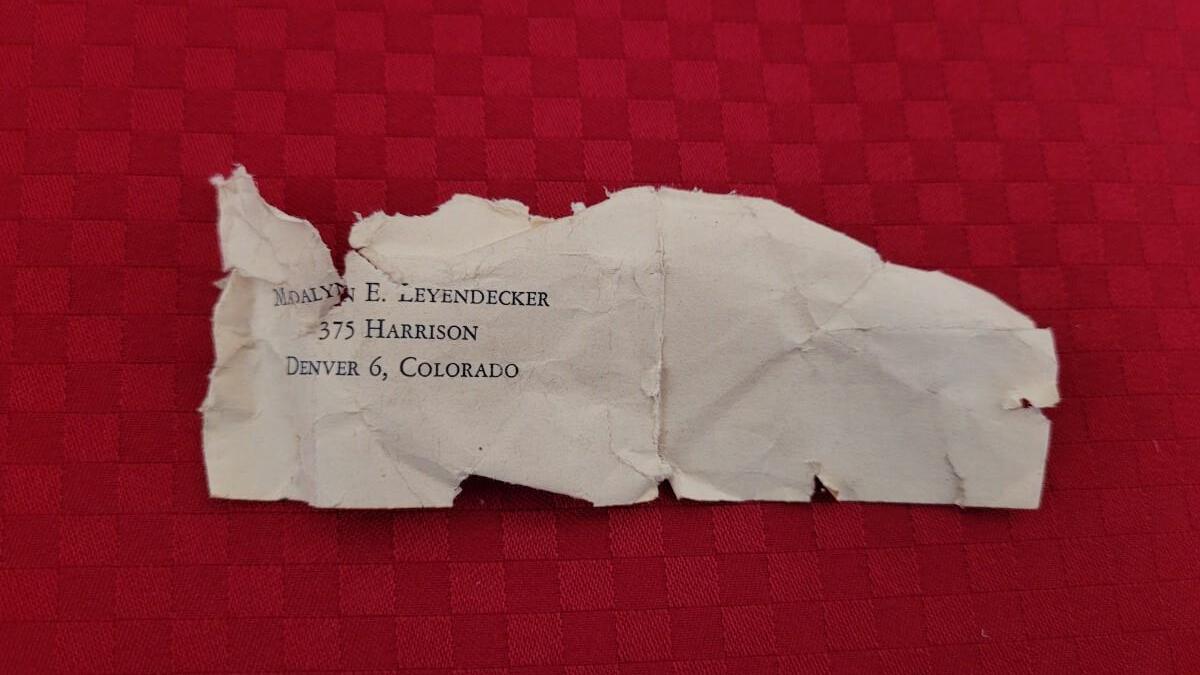 E. Leyendecker
375 Harrison
Denver 6, Colorado